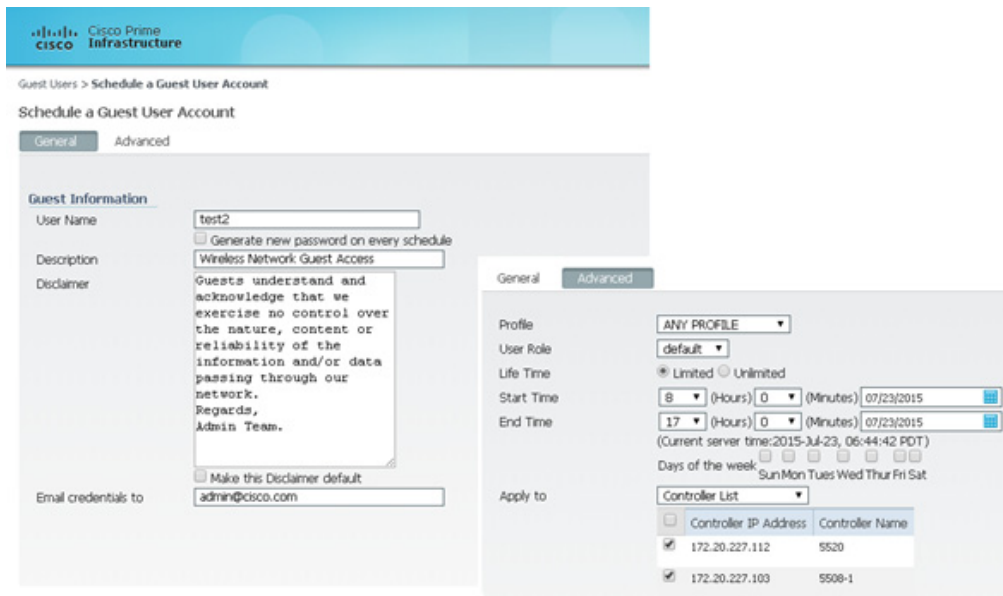 Cisco Prime
CISCO Infrastructure
Guest Users > Schedule a Guest User Account
Schedule a Guest User Account
General Advanced
Guest Information
User Name test2
Generate new password on every schedule
Description Wireless Network Guest Access
Disclaimer
Guests understand and
acknowledge that we
exercise no control over
the nature, content or
reliability of the
information and/or data
passing through our
network.
Regards,
Admin Team.
Make this Disclaimer default
Email credentials to admin@cisco.com
General Advanced
Profile ANY PROFILE
User Role default
Life Time Limited Unlimited
Start Time 8 (Hours) 0 (Minutes) 07/23/2015
End Time 17 (Hours) 0 (Minutes) 07/23/2015
(Current server time:2015-Jul-23, 06:44:42 PDT)
Days of the week
Sun Mon Tues Wed Thur Fri Sat
Apply to Controller List
Controller IP Address Controller Name
172.20.227.112 5520
172.20.227.103 5508-1